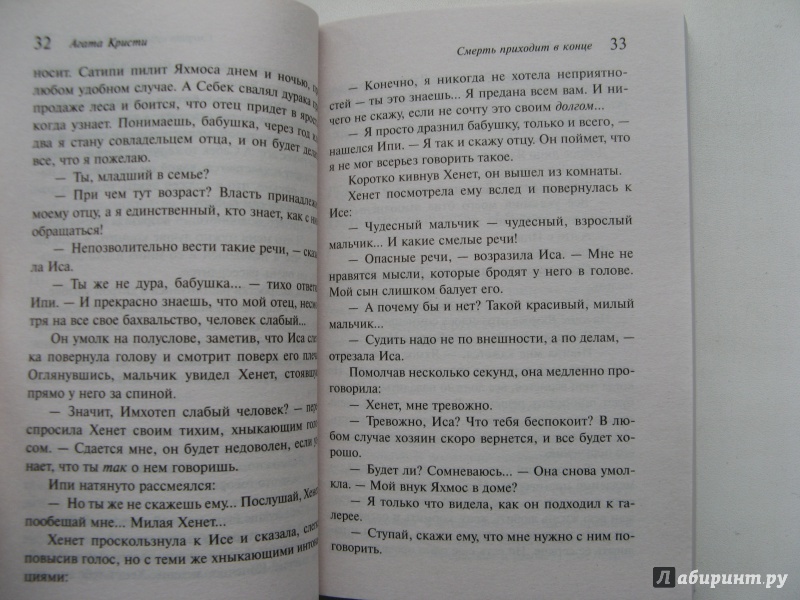 32 Агата Кристи
носит. Сатипи пилит Яхмоса днем и ночью,
любом удобном случае. А Себек свалял дурака
продаже леса и боится, что отец придет в
когда узнает. Понимаешь, бабушка, через год
два я стану совладельцем отца, и он будет
все, что я пожелаю.
— Ты, младший в семье?
— При чем тут возраст? Власть
моему отцу, а я единственный, кто знает, как с
обращаться!
— Непозволительно вести такие речи, —
ла Иса.
— Ты же не дура, бабушка... — тихо
Ипи. — И прекрасно знаешь, что мой отец,
тря на все свое бахвальство, человек слабый...
Он умолк на полуслове, заметив, что Иса
ка повернула голову и смотрит поверх его
Оглянувшись, мальчик увидел Хенет,
прямо у него за спиной.
— Значит, Имхотеп слабый человек? —
спросила Хенет своим тихим, хныкающим
сом. — Сдается мне, он будет недоволен, если
нает, что ты так о нем говоришь.
Ипи натянуто рассмеялся:
— Но ты же не скажешь ему... Послушай,
пообещай мне... Милая Хенет...
Хенет проскользнула к Исе и сказала,
повысив голос, но с теми же хныкающими
циями:
Смерть приходит в конце 33
— Конечно, я никогда не хотела неприятно-
стей — ты это знаешь... Я предана всем вам. И ни-
чего не скажу, если не сочту это своим долгом...
— Я просто дразнил бабушку, только и всего, —
нашелся Ипи. — Я так и скажу отцу. Он поймет, что
я не мог всерьез говорить такое.
Коротко кивнув Хенет, он вышел из комнаты.
Хенет посмотрела ему вслед и повернулась к
Исе:
— Чудесный мальчик — чудесный, взрослый
мальчик... И какие смелые речи!
— Опасные речи, — возразила Иса. — Мне не
нравятся мысли, которые бродят у него в голове.
Мой сын слишком балует его.
— А почему бы и нет? Такой красивый, милый
мальчик...
— Судить надо не по внешности, а по делам, —
отрезала Иса.
Помолчав несколько секунд, она медленно про-
говорила:
— Хенет, мне тревожно.
— Тревожно, Иса? Что тебя беспокоит? В лю-
бом случае хозяин скоро вернется, и все будет хо-
рошо.
— Будет ли? Сомневаюсь... — Она снова умол-
кла. — Мой внук Яхмос в доме?
— Я только что видела, как он подходил к га-
лерее.
— Ступай, скажи ему, что мне нужно с ним по-
говорить.
Лабиринт.ру